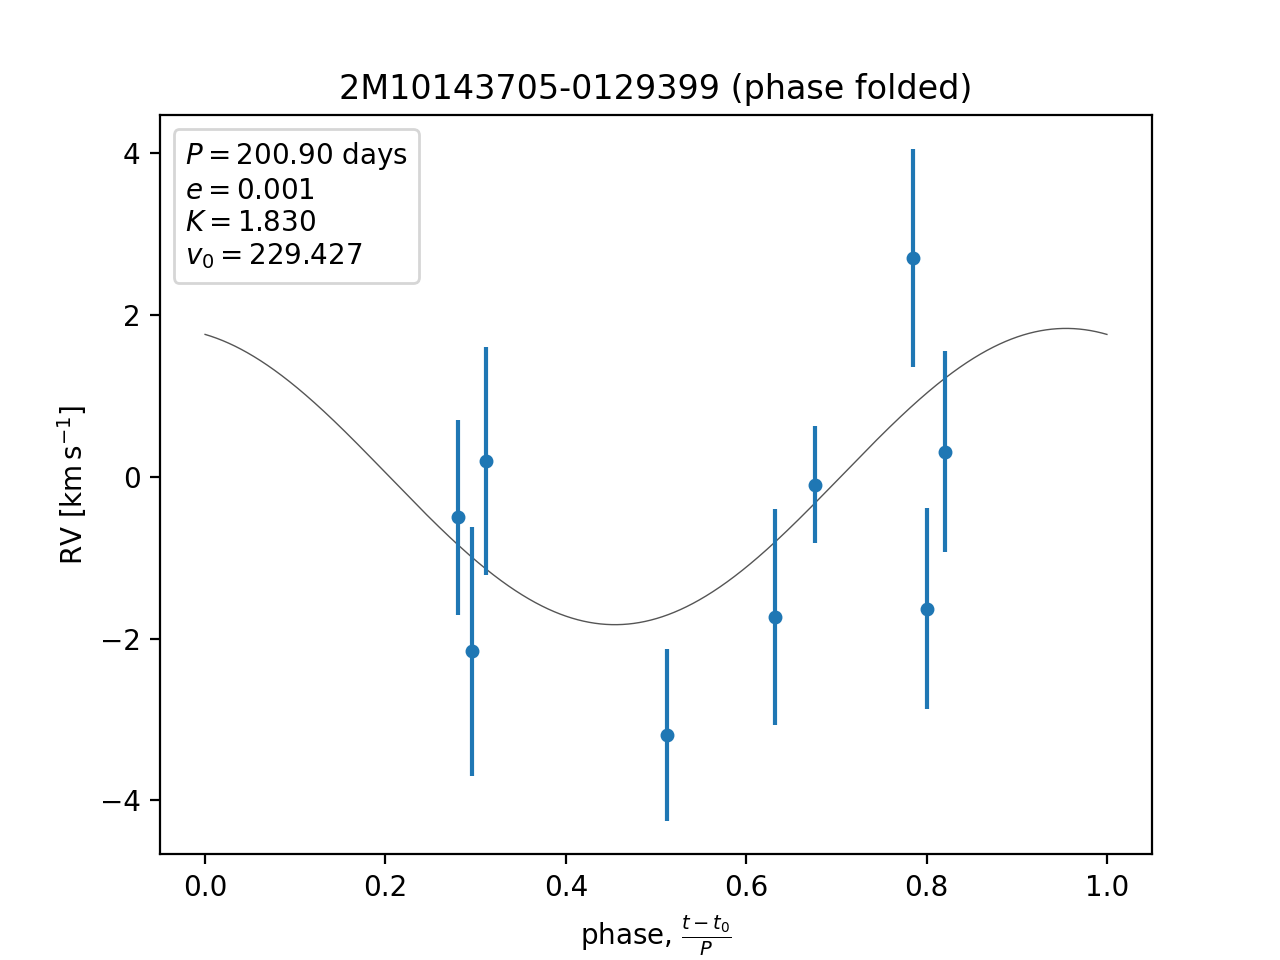 2M10143705-0129399 (phase folded)
P = 200.90 days
e = 0.001
K = 1.830
v₀ = 229.427
4
2
0
−2
−4
RV [km s⁻¹]
0.0 0.2 0.4 0.6 0.8 1.0
phase, (t − t₀)/P